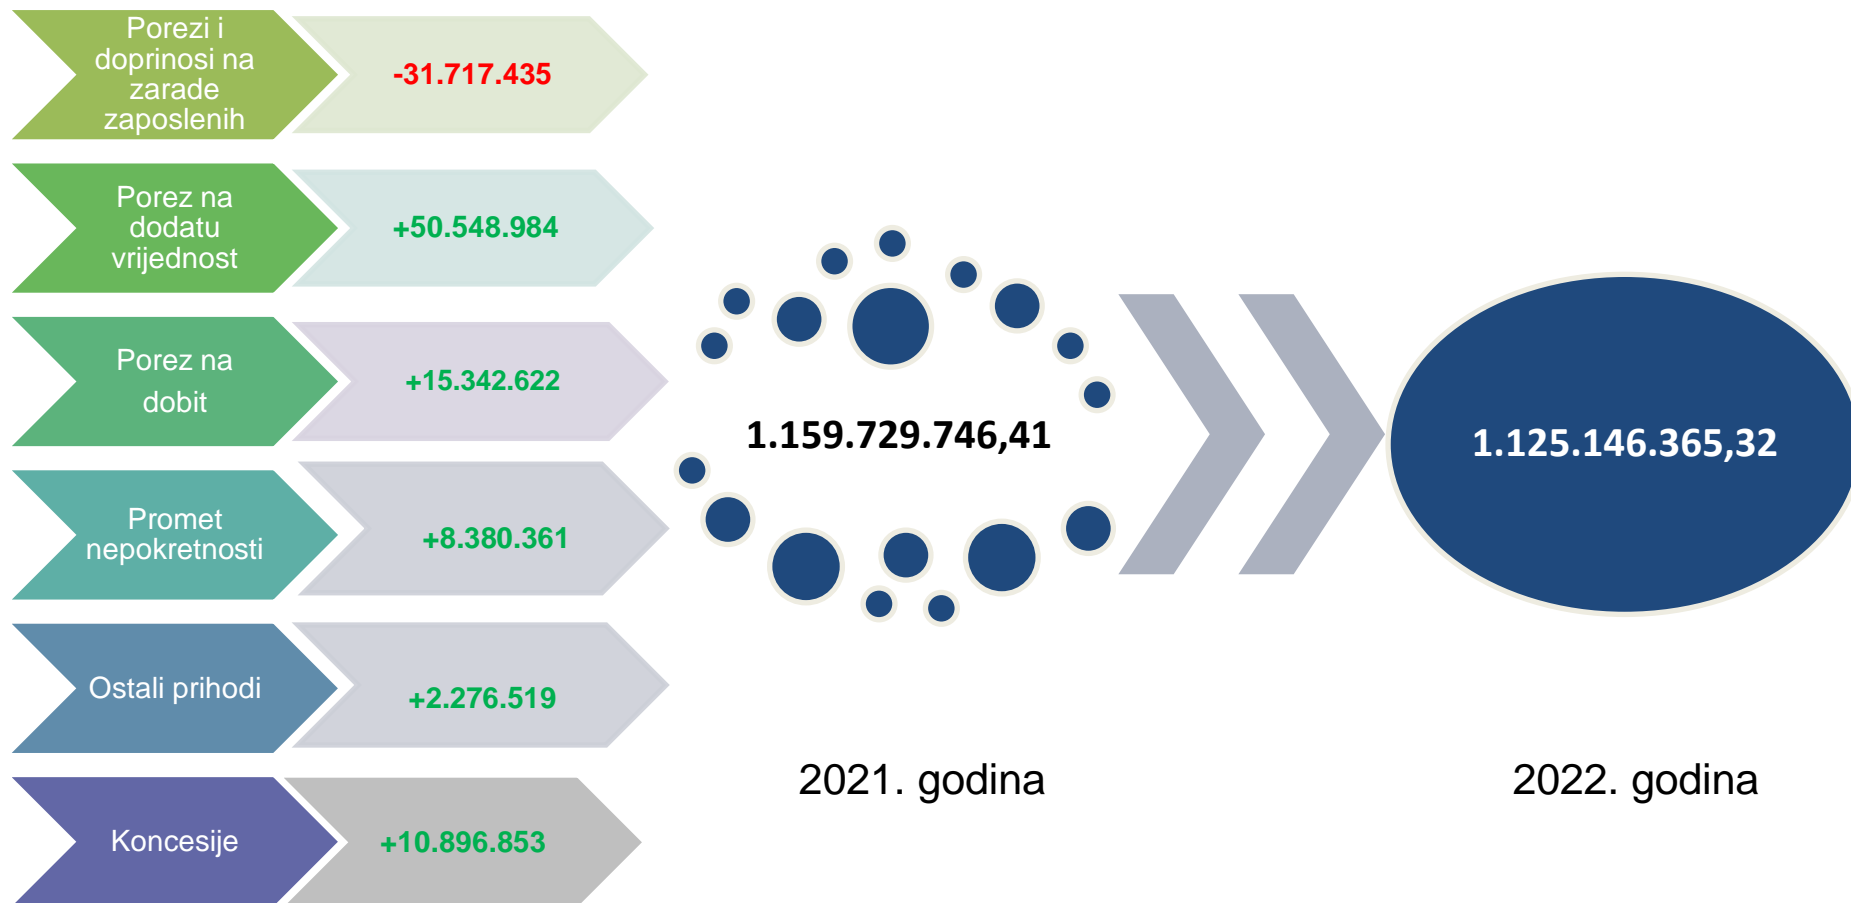 Porezi i
doprinosi na
zarade
zaposlenih
-31.717.435
Porez na
dodatu
vrijednost
+50.548.984
Porez na
dobit
+15.342.622
Promet
nepokretnosti
+8.380.361
Ostali prihodi
+2.276.519
Koncesije
+10.896.853
1.159.729.746,41
2021. godina
1.125.146.365,32
2022. godina